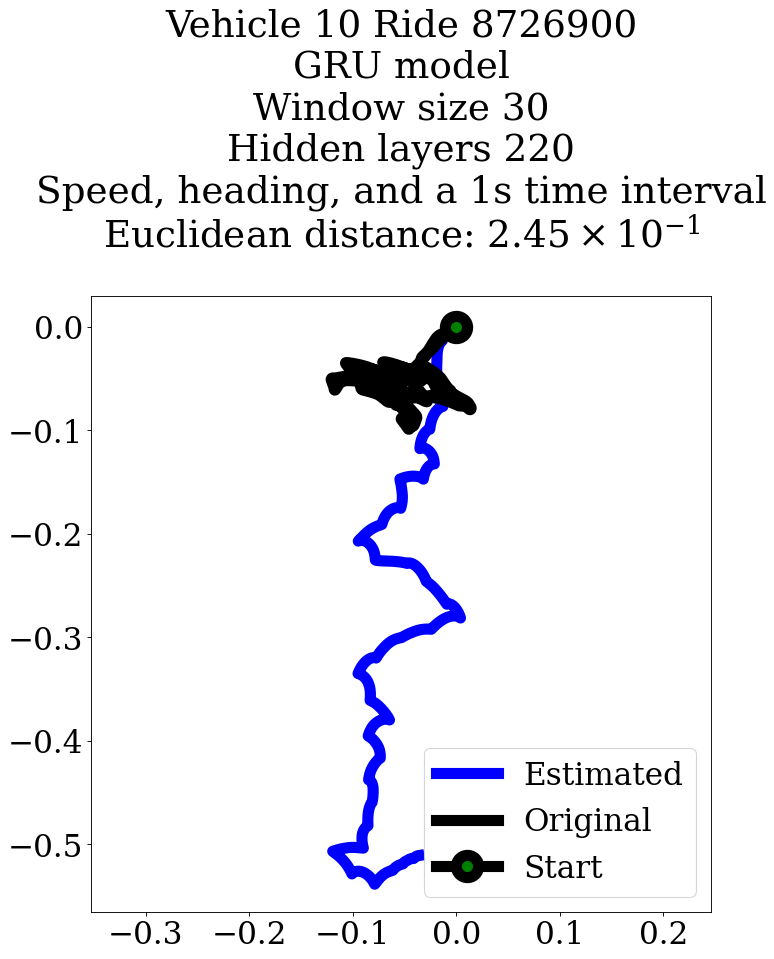 Vehicle 10 Ride 8726900
GRU model
Window size 30
Hidden layers 220
Speed, heading, and a 1s time interval
Euclidean distance: 2.45 × 10⁻¹
0.0
−0.1
−0.2
−0.3
−0.4
−0.5
Estimated
Original
Start
−0.3 −0.2 −0.1 0.0 0.1 0.2